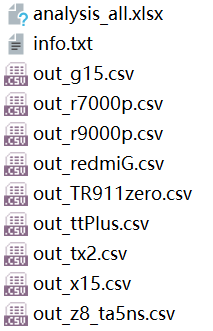 analysis_all.xlsx
info.txt
out_g15.csv
out_r7000p.csv
out_r9000p.csv
out_redmiG.csv
out_TR911zero.csv
out_ttPlus.csv
out_tx2.csv
out_x15.csv
out_z8_ta5ns.csv